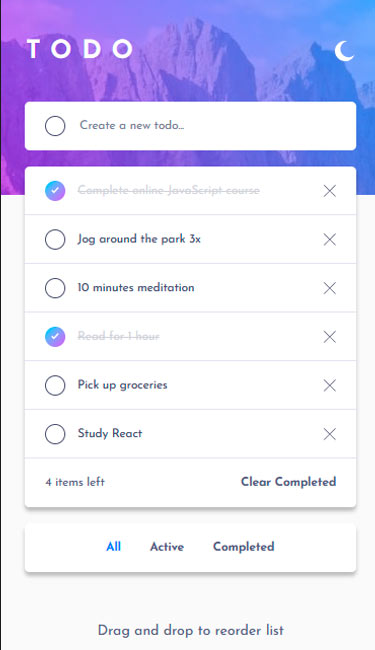 TODO
Create a new todo...
Complete online JavaScript course
Jog around the park 3x
10 minutes meditation
Read for 1 hour
Pick up groceries
Study React
4 items left Clear Completed
All Active Completed
Drag and drop to reorder list